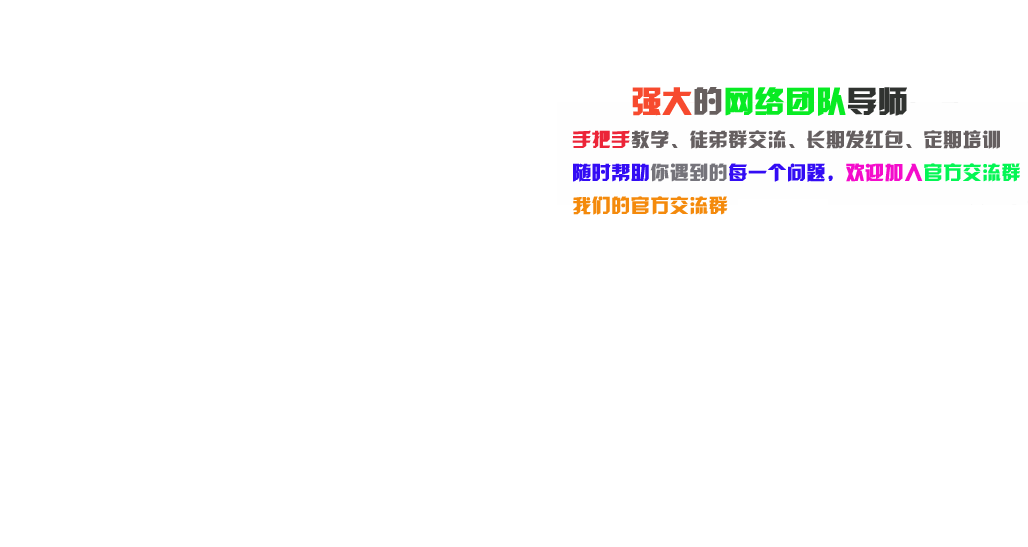 强大的网络团队导师
手把手教学、徒弟群交流、长期发红包、定期培训
随时帮助你遇到的每一个问题，欢迎加入官方交流群
我们的官方交流群